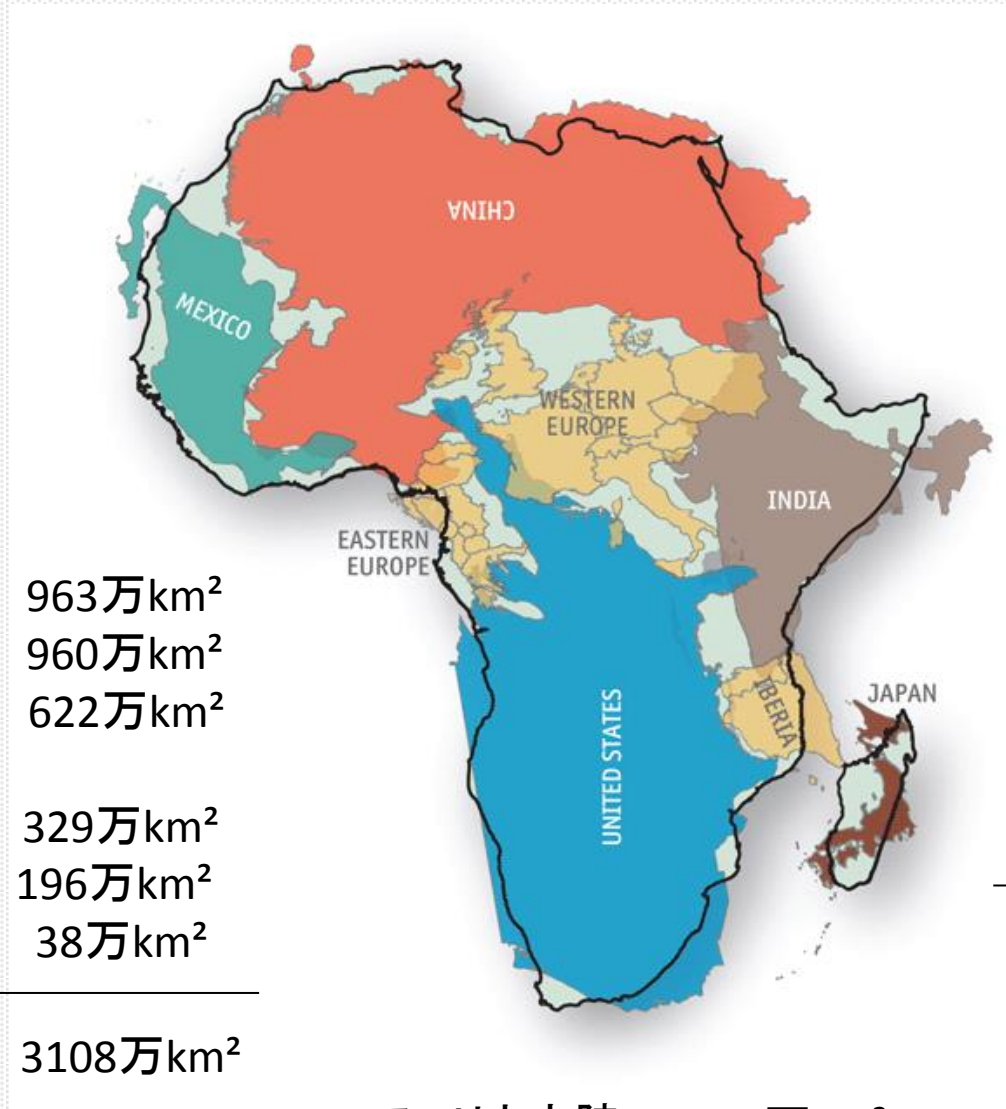 CHINA
MEXICO
WESTERN
EUROPE
INDIA
EASTERN
EUROPE
963万km²
960万km²
622万km²
IBERIA
JAPAN
UNITED STATES
329万km²
196万km²
38万km²
3108万km²